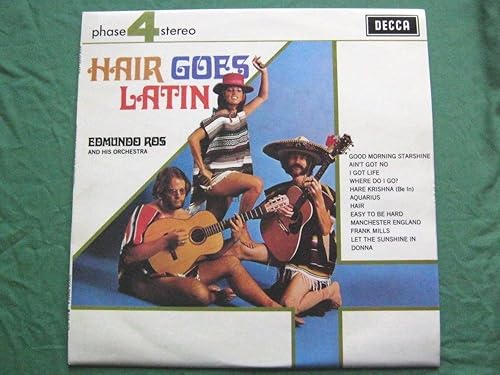 phase 4 stereo
DECCA
HAIR GOES
LATIN
EDMUNDO ROS
AND HIS ORCHESTRA
GOOD MORNING STARSHINE
AIN'T GOT NO
I GOT LIFE
WHERE DO I GO?
HARE KRISHNA (Be In)
AQUARIUS
HAIR
EASY TO BE HARD
MANCHESTER ENGLAND
FRANK MILLS
LET THE SUNSHINE IN
DONNA